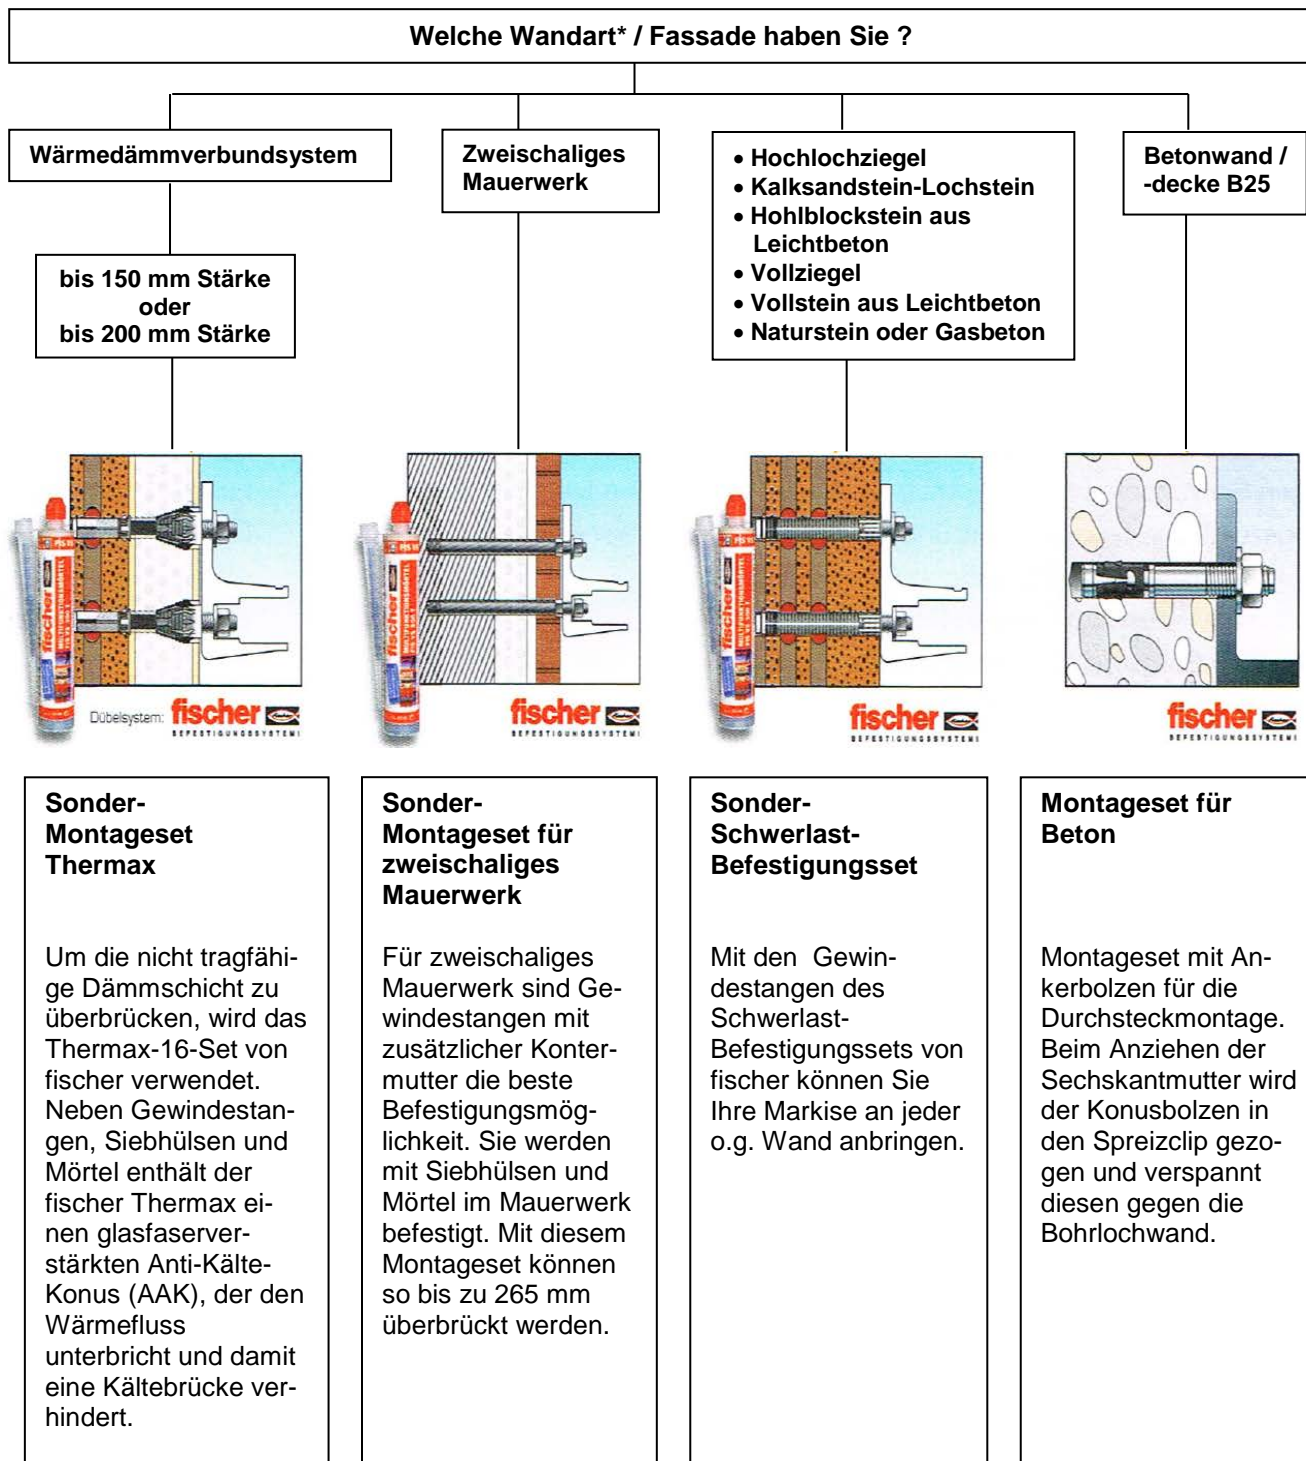 Welche Wandart* / Fassade haben Sie ?
Wärmedämmverbundsystem
bis 150 mm Stärke
oder
bis 200 mm Stärke
Zweischaliges
Mauerwerk
• Hochlochziegel
• Kalksandstein-Lochstein
• Hohlblockstein aus
Leichtbeton
• Vollziegel
• Vollstein aus Leichtbeton
• Naturstein oder Gasbeton
Betonwand /
-decke B25
fischer
Dübelsystem: fischer
BEFESTIGUNGSSYSTEME
fischer
fischer
BEFESTIGUNGSSYSTEME
fischer
fischer
BEFESTIGUNGSSYSTEME
fischer
BEFESTIGUNGSSYSTEME
Sonder-
Montageset
Thermax
Um die nicht tragfähi-
ge Dämmschicht zu
überbrücken, wird das
Thermax-16-Set von
fischer verwendet.
Neben Gewindestan-
gen, Siebhülsen und
Mörtel enthält der
fischer Thermax ei-
nen glasfaserver-
stärkten Anti-Kälte-
Konus (AAK), der den
Wärmefluss
unterbricht und damit
eine Kältebrücke ver-
hindert.
Sonder-
Montageset für
zweischaliges
Mauerwerk
Für zweischaliges
Mauerwerk sind Ge-
windestangen mit
zusätzlicher Konter-
mutter die beste
Befestigungsmög-
lichkeit. Sie werden
mit Siebhülsen und
Mörtel im Mauerwerk
befestigt. Mit diesem
Montageset können
so bis zu 265 mm
überbrückt werden.
Sonder-
Schwerlast-
Befestigungsset
Mit den Gewin-
destangen des
Schwerlast-
Befestigungssets von
fischer können Sie
Ihre Markise an jeder
o.g. Wand anbringen.
Montageset für
Beton
Montageset mit An-
kerbolzen für die
Durchsteckmontage.
Beim Anziehen der
Sechskantmutter wird
der Konusbolzen in
den Spreizclip gezo-
gen und verspannt
diesen gegen die
Bohrlochwand.